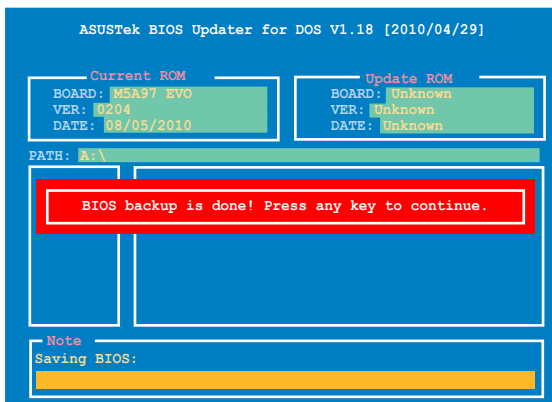 ASUSTek BIOS Updater for DOS V1.18 [2010/04/29]
Current ROM
BOARD: M5A97 EVO
VER: 0204
DATE: 08/05/2010
Update ROM
BOARD: Unknown
VER: Unknown
DATE: Unknown
PATH: A:\
BIOS backup is done! Press any key to continue.
Note
Saving BIOS: